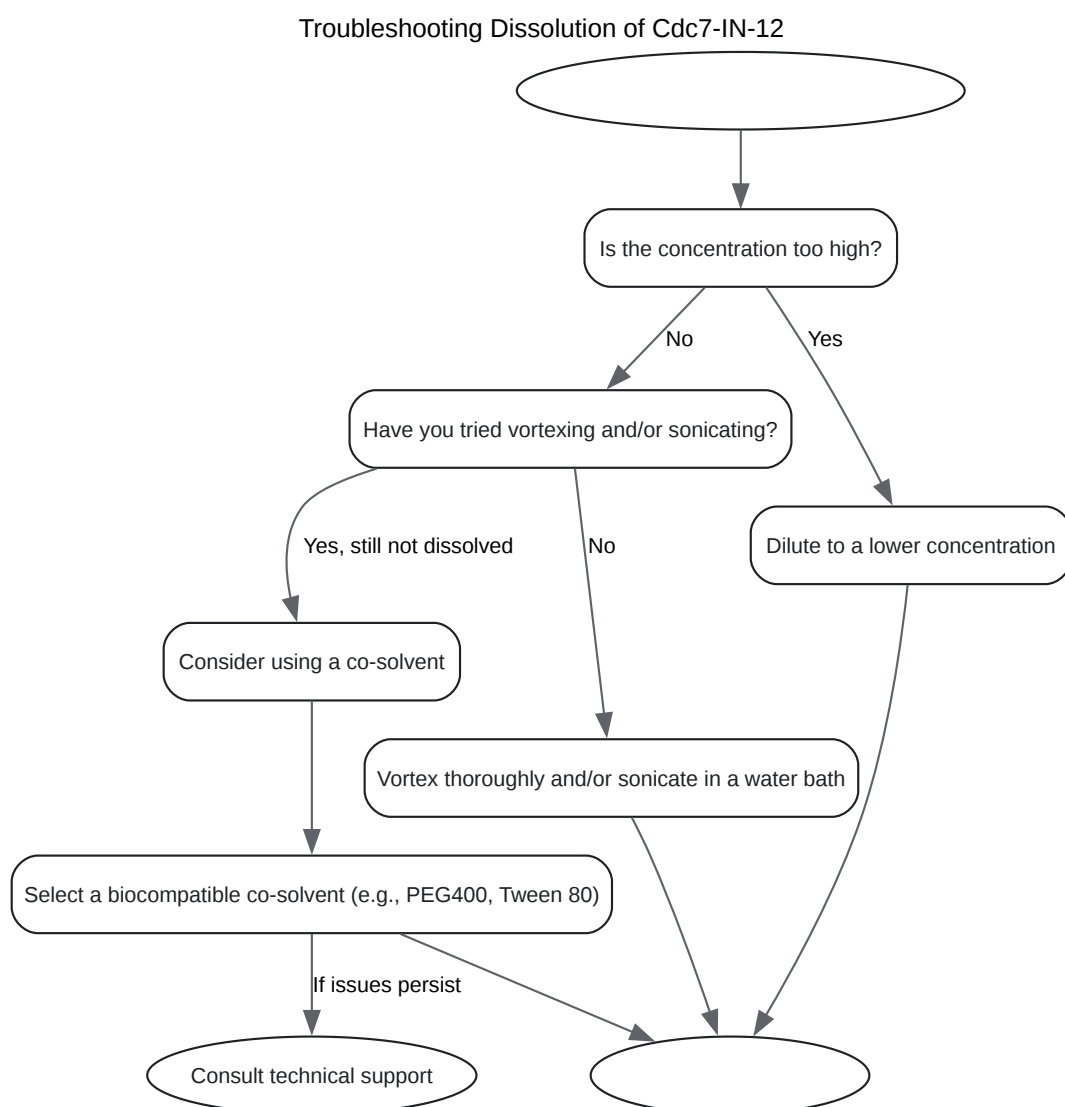 Troubleshooting Dissolution of Cdc7-IN-12
Is the concentration too high?
No
Yes
Have you tried vortexing and/or sonicating?
Yes, still not dissolved
No
Dilute to a lower concentration
Consider using a co-solvent
Vortex thoroughly and/or sonicate in a water bath
Select a biocompatible co-solvent (e.g., PEG400, Tween 80)
If issues persist
Consult technical support